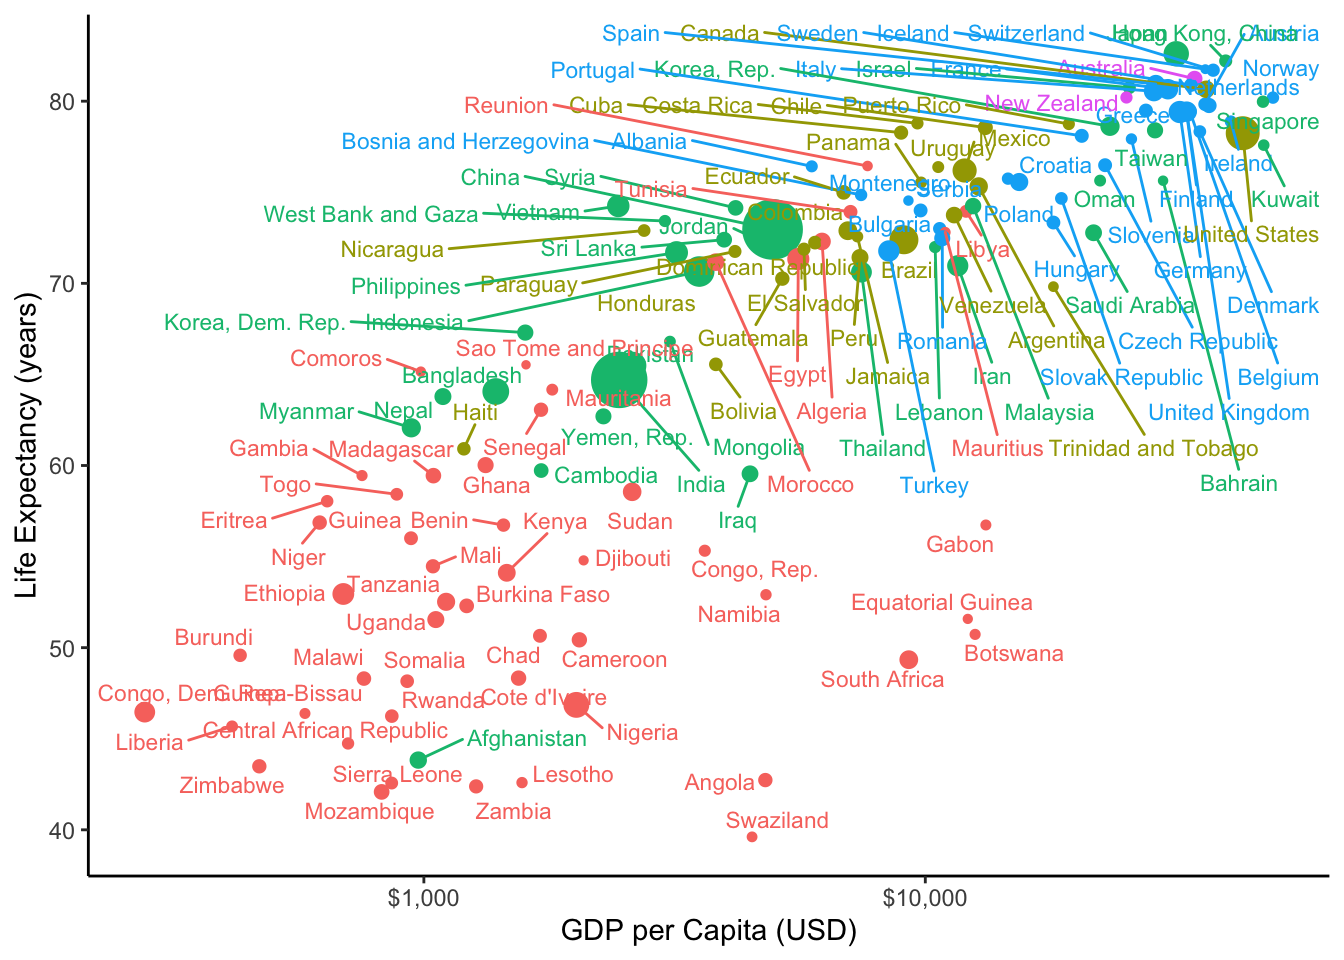 Spain Canada Sweden Iceland Switzerland Japan Hong Kong, China Austria
Portugal Korea, Rep. Italy Israel France Australia Norway
Netherlands
Reunion Cuba Costa Rica Chile Puerto Rico New Zealand
Greece Singapore
Bosnia and Herzegovina Albania Panama Uruguay Mexico
Taiwan Ireland
China Syria Tunisia Ecuador Montenegro Serbia Croatia
Oman Finland Kuwait
West Bank and Gaza Vietnam Jordan Colombia Bulgaria Poland
Slovenia United States
Nicaragua Sri Lanka Libya
Philippines Paraguay Dominican Republic Brazil Hungary Germany
Honduras El Salvador Venezuela Saudi Arabia Denmark
Korea, Dem. Rep. Indonesia
Guatemala Peru Romania Argentina Czech Republic
Comoros Sao Tome and Principe Pakistan
Bangladesh Egypt Jamaica Iran Slovak Republic Belgium
Mauritania
Myanmar Nepal Haiti Bolivia Algeria Lebanon Malaysia United Kingdom
Gambia Madagascar Senegal Yemen, Rep. Mongolia Thailand Mauritius Trinidad and Tobago
Togo Ghana Cambodia India Morocco Turkey Bahrain
Eritrea Guinea Benin Kenya Sudan Iraq
Niger Mali Djibouti Congo, Rep. Gabon
Ethiopia Tanzania Burkina Faso Namibia Equatorial Guinea
Uganda
Burundi Malawi Somalia Chad Cameroon Botswana
South Africa
Congo, Dem. Rep. Guinea-Bissau Rwanda Cote d'Ivoire
Liberia Central African Republic Afghanistan Nigeria
Zimbabwe Sierra Leone Lesotho Angola
Mozambique Zambia Swaziland
80
70
60
50
40
Life Expectancy (years)
$1,000 $10,000
GDP per Capita (USD)